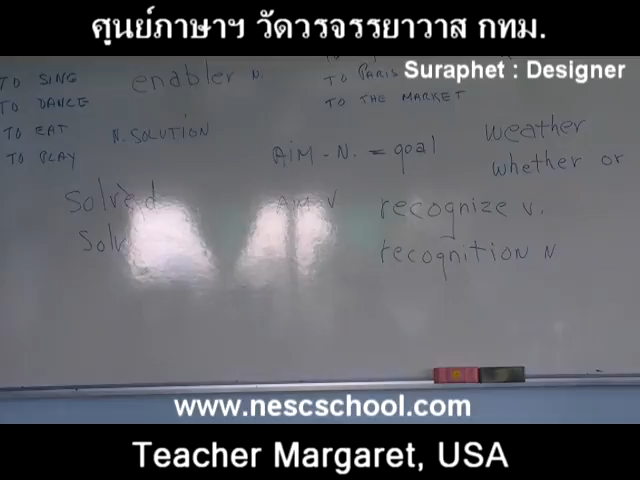 ศูนย์ภาษาฯ วัดวรจรรยาวาส กทม.
Suraphet : Designer
TO SING
TO DANCE
TO EAT
TO PLAY
enabler N.
N. SOLUTION
TO PARIS
TO THE MARKET
AIM - N. = goal
AIM V
weather
whether or
Solved
recognize v.
recognition N
www.nescschool.com
Teacher Margaret, USA